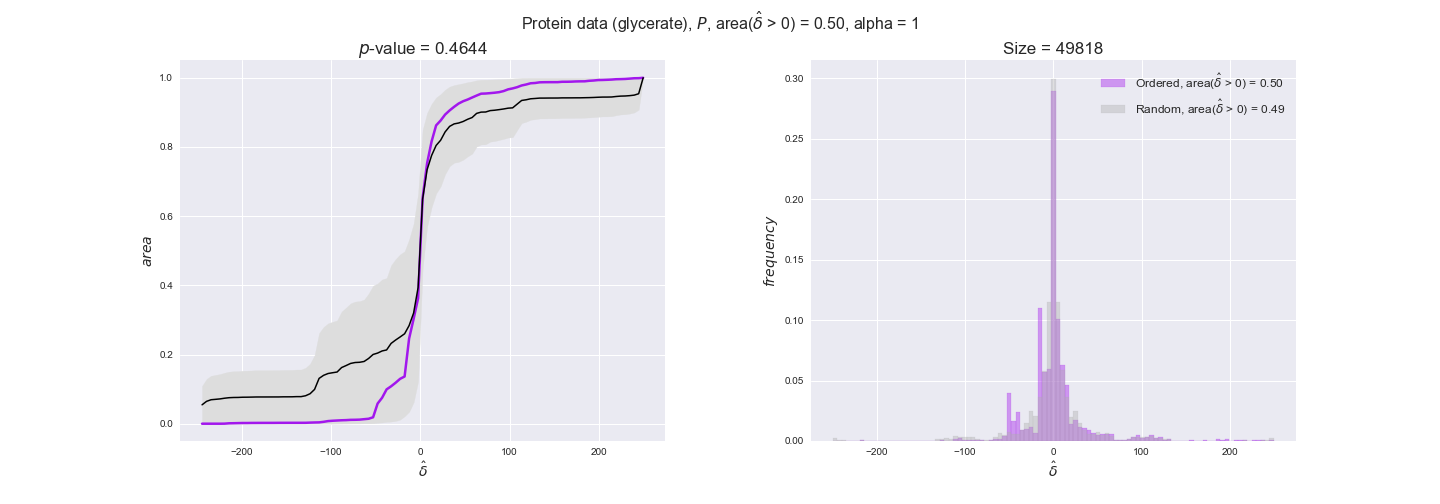 Protein data (glycerate), P, area(δ̂ > 0) = 0.50, alpha = 1
p-value = 0.4644
1.0
0.8
0.6
0.4
0.2
0.0
area
−200
−100
0
100
200
δ̂
Size = 49818
Ordered, area(δ̂ > 0) = 0.50
Random, area(δ̂ > 0) = 0.49
0.30
0.25
0.20
0.15
0.10
0.05
0.00
frequency
−200
−100
0
100
200
δ̂